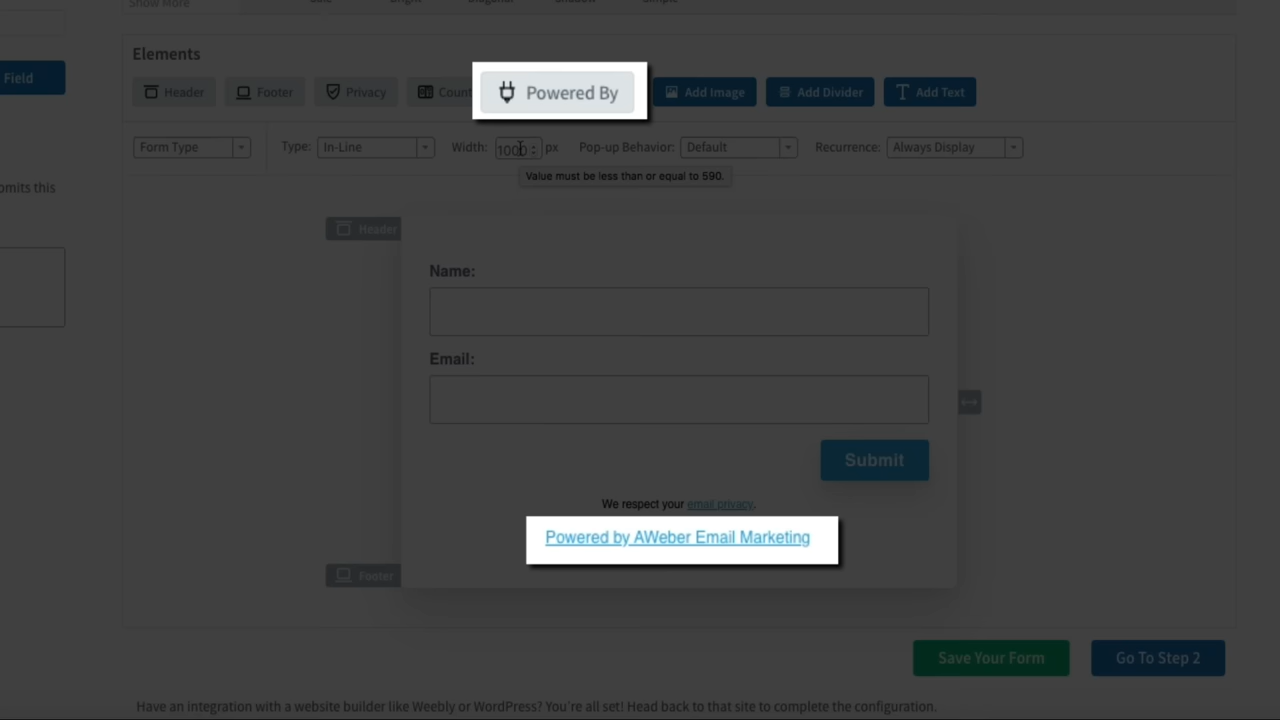 Show More
Elements
Field
Header Footer Privacy Count Powered By Add Image Add Divider Add Text
Form Type Type: In-Line Width: 1000 px Pop-up Behavior: Default Recurrence: Always Display
Value must be less than or equal to 590.
omits this
Header
Name:
Email:
Submit
We respect your email privacy.
Powered by AWeber Email Marketing
Footer
Save Your Form Go To Step 2
Have an integration with a website builder like Weebly or WordPress? You're all set! Head back to that site to complete the configuration.